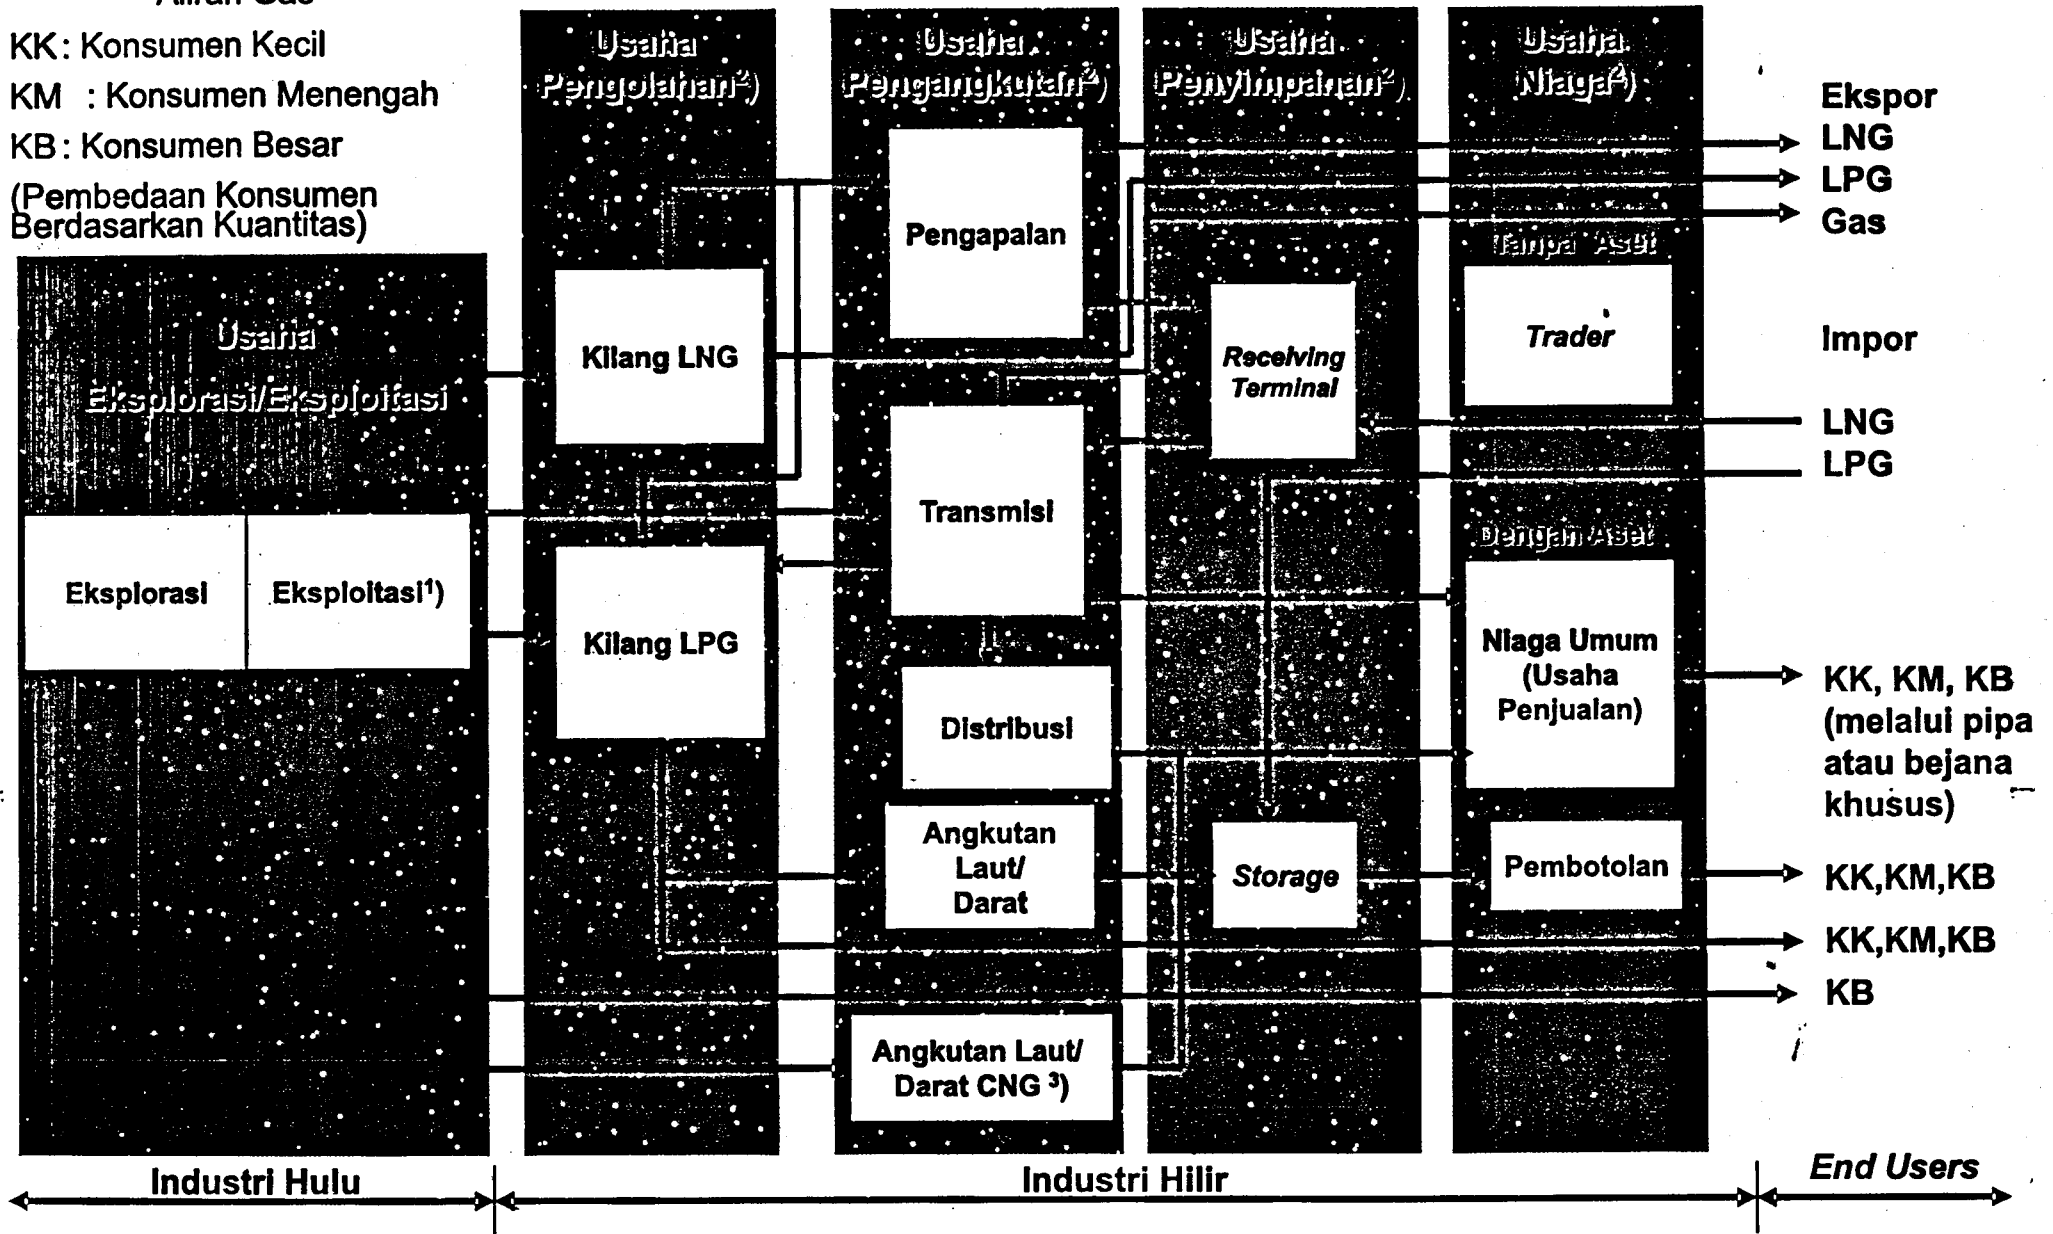 Aliran Gas
KK : Konsumen Kecil
KM : Konsumen Menengah
KB : Konsumen Besar
(Pembedaan Konsumen
Berdasarkan Kuantitas)
Usaha
Eksplorasi/Eksploitasi
Eksplorasi
Eksploitasi¹)
Usaha
Pengolahan²)
Kilang LNG
Kilang LPG
Usaha
Pengangkutan²)
Pengapalan
Transmisi
Distribusi
Angkutan
Laut/
Darat
Angkutan Laut/
Darat CNG ³)
Usaha
Penyimpanan²)
Receiving
Terminal
Storage
Usaha
Niaga²)
Tanpa Aset
Trader
Dengan Aset
Niaga Umum
(Usaha
Penjualan)
Pembotolan
Ekspor
LNG
LPG
Gas
Impor
LNG
LPG
KK, KM, KB
(melalui pipa
atau bejana
khusus)
KK,KM,KB
KK,KM,KB
KB
Industri Hulu
Industri Hilir
End Users